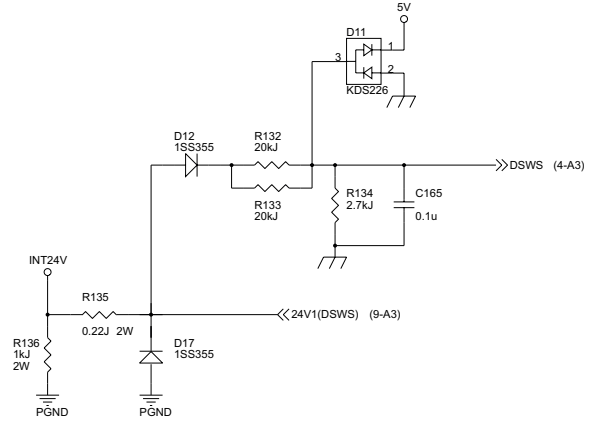 5V
D11
1
3
2
KDS226
D12
1SS355
R132
20kJ
DSWS (4-A3)
R133
20kJ
R134
2.7kJ
C165
0.1u
INT24V
R135
24V1(DSWS) (9-A3)
0.22J 2W
R136
1kJ
2W
D17
1SS355
PGND
PGND